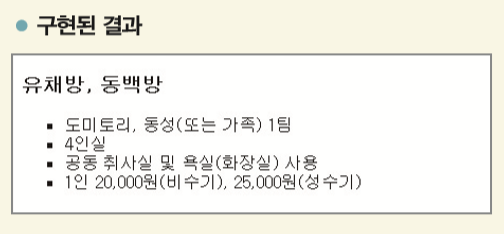 구현된 결과
유채방, 동백방
도미토리, 동성(또는 가족) 1팀
4인실
공동 취사실 및 욕실(화장실) 사용
1인 20,000원(비수기), 25,000원(성수기)